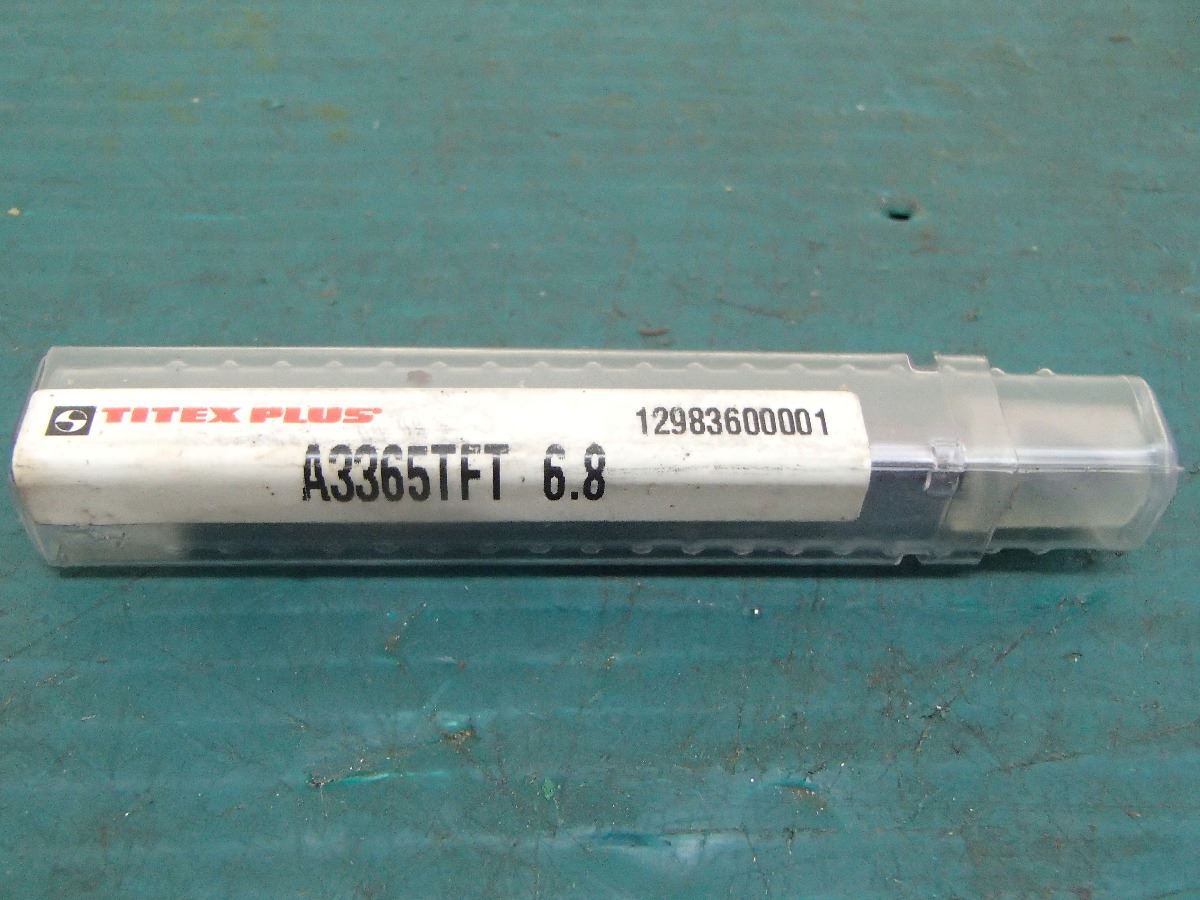 TITEX PLUS
12983600001
A3365TFT 6.8